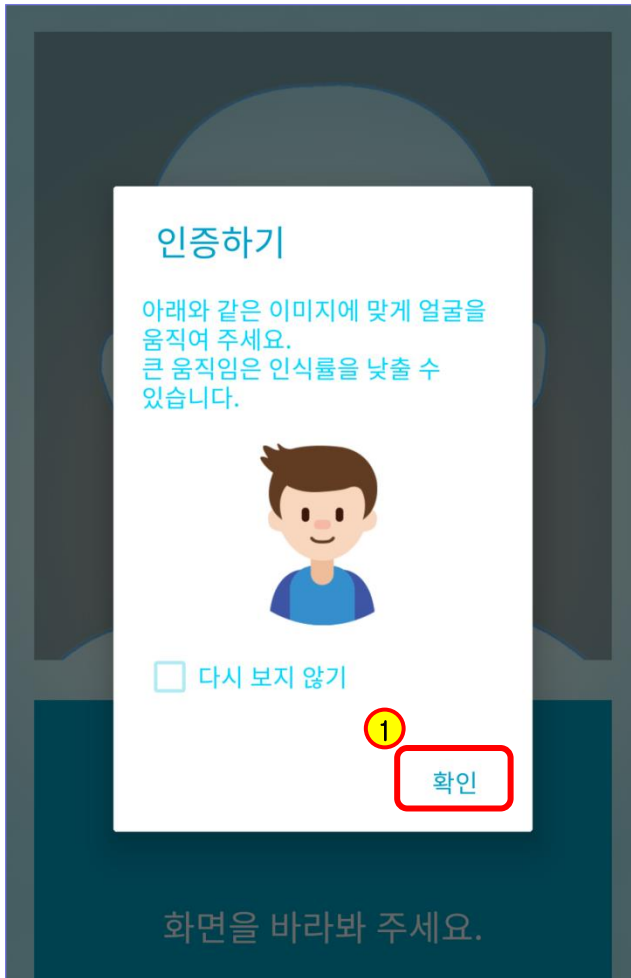 인증하기
아래와 같은 이미지에 맞게 얼굴을
움직여 주세요.
큰 움직임은 인식률을 낮출 수
있습니다.
다시 보지 않기
1
확인
화면을 바라봐 주세요.